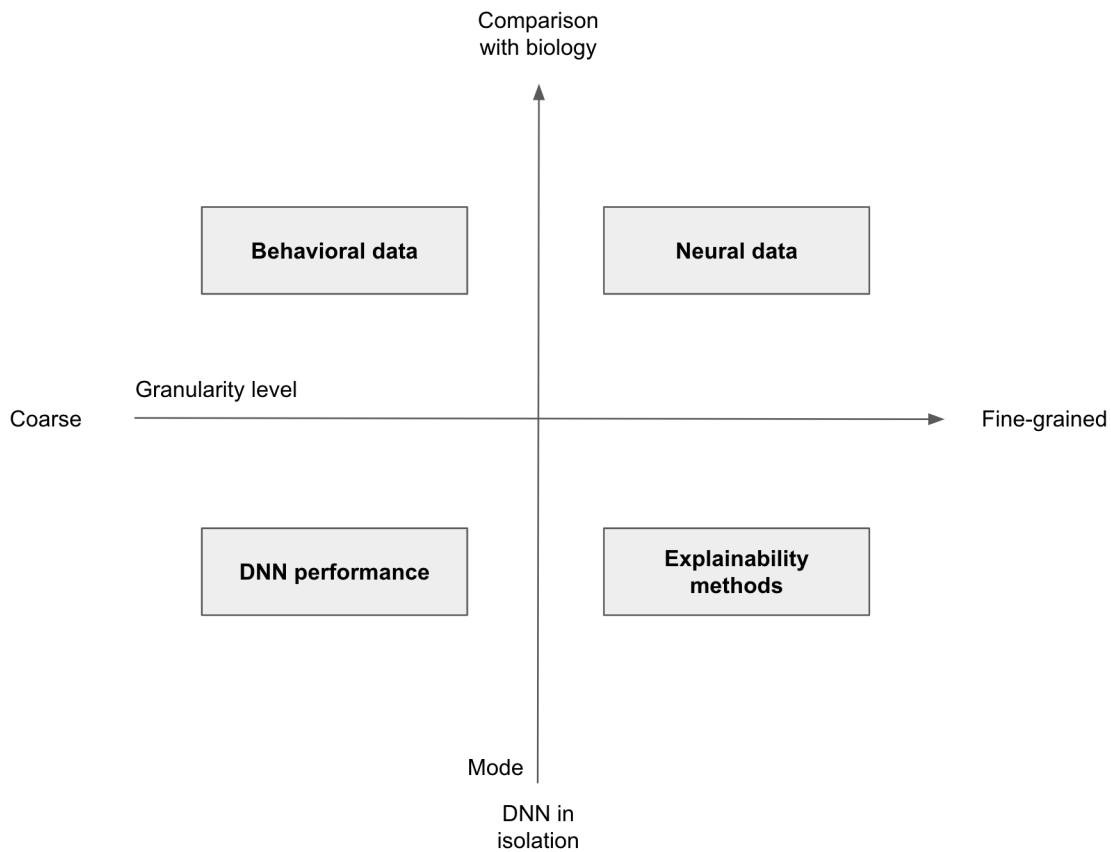 Comparison
with biology
Behavioral data
Neural data
Granularity level
Coarse
Fine-grained
DNN performance
Explainability
methods
Mode
DNN in
isolation